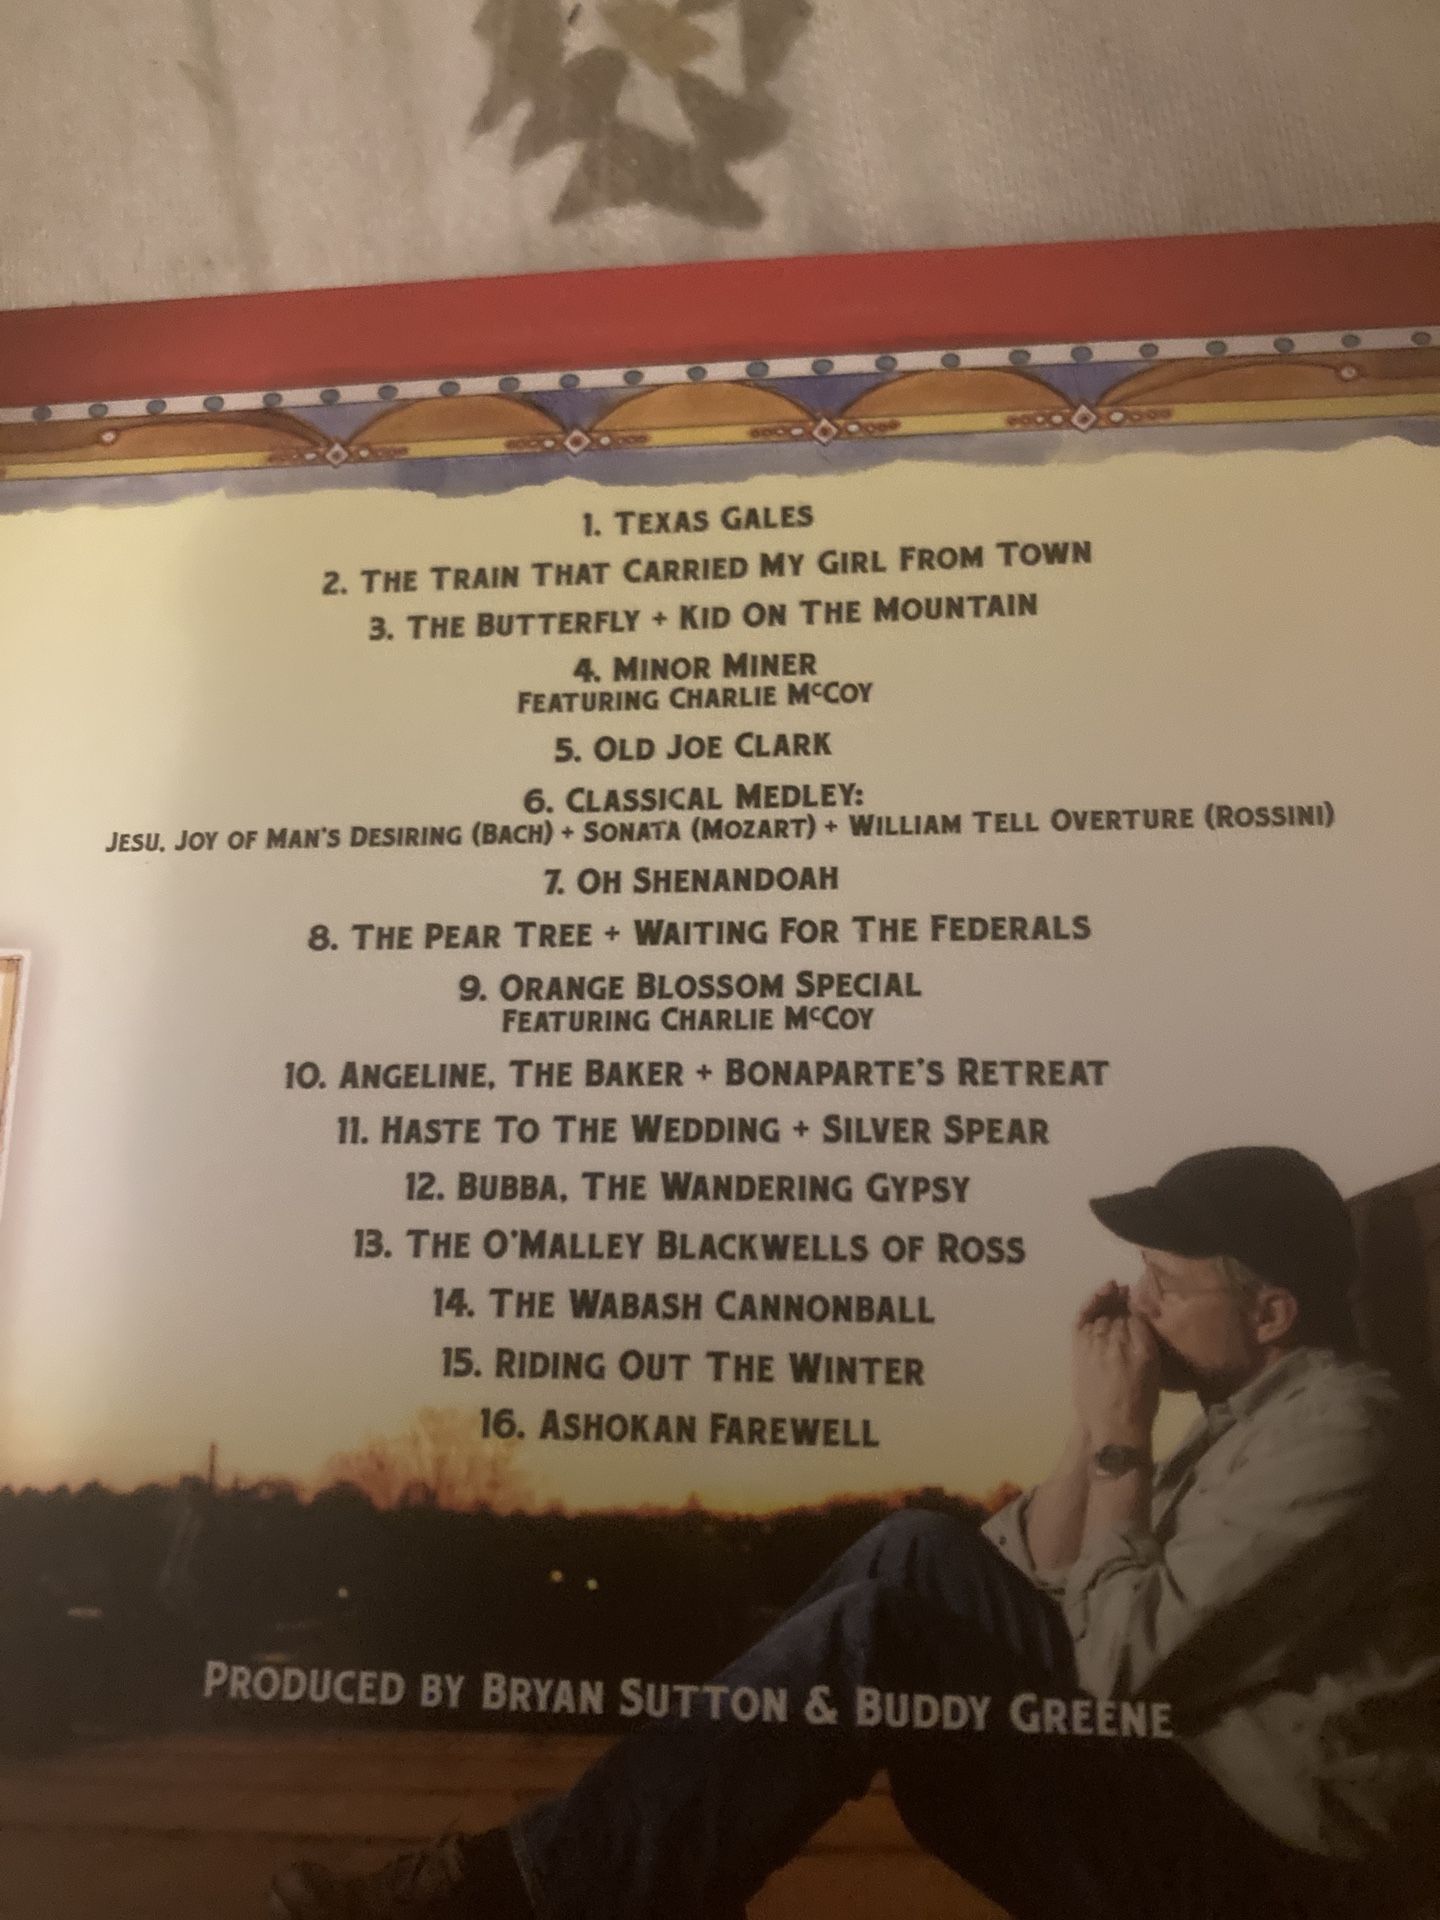 1. TEXAS GALES
2. THE TRAIN THAT CARRIED MY GIRL FROM TOWN
3. THE BUTTERFLY + KID ON THE MOUNTAIN
4. MINOR MINER
FEATURING CHARLIE McCOY
5. OLD JOE CLARK
6. CLASSICAL MEDLEY:
JESU, JOY OF MAN'S DESIRING (BACH) + SONATA (MOZART) + WILLIAM TELL OVERTURE (ROSSINI)
7. OH SHENANDOAH
8. THE PEAR TREE + WAITING FOR THE FEDERALS
9. ORANGE BLOSSOM SPECIAL
FEATURING CHARLIE McCOY
10. ANGELINE, THE BAKER + BONAPARTE'S RETREAT
11. HASTE TO THE WEDDING + SILVER SPEAR
12. BUBBA, THE WANDERING GYPSY
13. THE O'MALLEY BLACKWELLS OF ROSS
14. THE WABASH CANNONBALL
15. RIDING OUT THE WINTER
16. ASHOKAN FAREWELL
PRODUCED BY BRYAN SUTTON & BUDDY GREENE